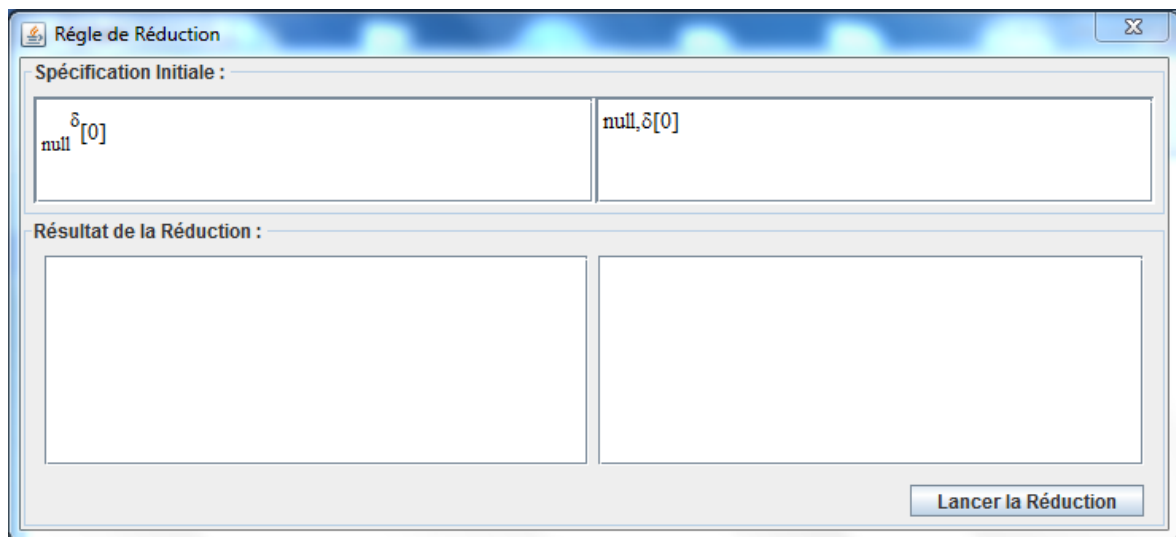 Régle de Réduction
Spécification Initiale :
null δ[0]
null,δ[0]
Résultat de la Réduction :
Lancer la Réduction